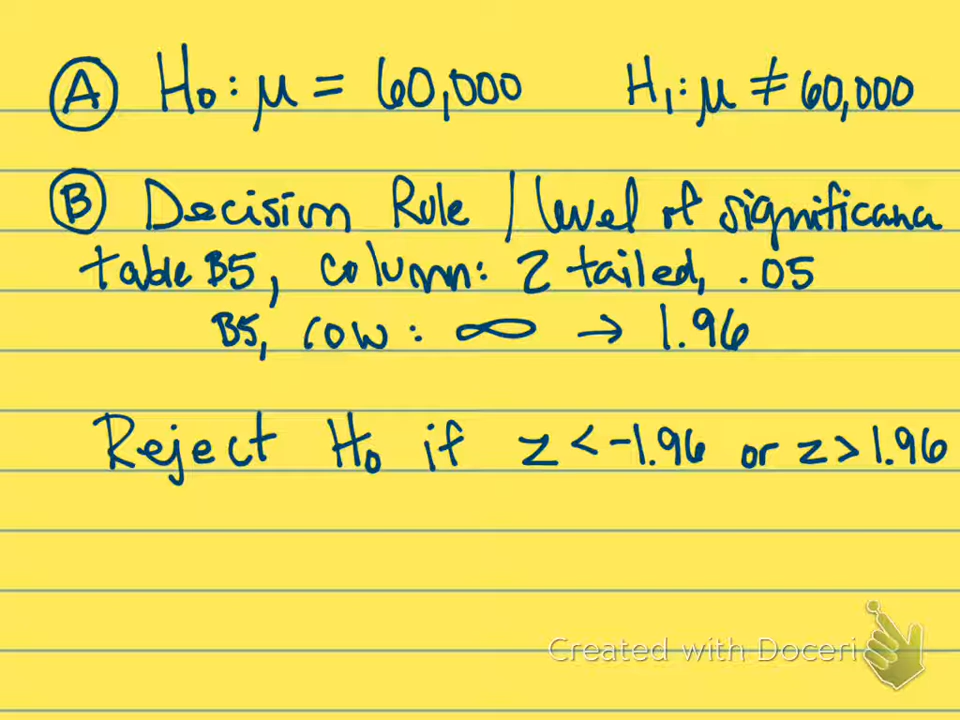 A H₀: μ = 60,000 H₁: μ ≠ 60,000
B Decision Rule / level of significana
table B5, column: 2 tailed, .05
B5, row: ∞ → 1.96
Reject H₀ if z < -1.96 or z > 1.96
Created with Doceri